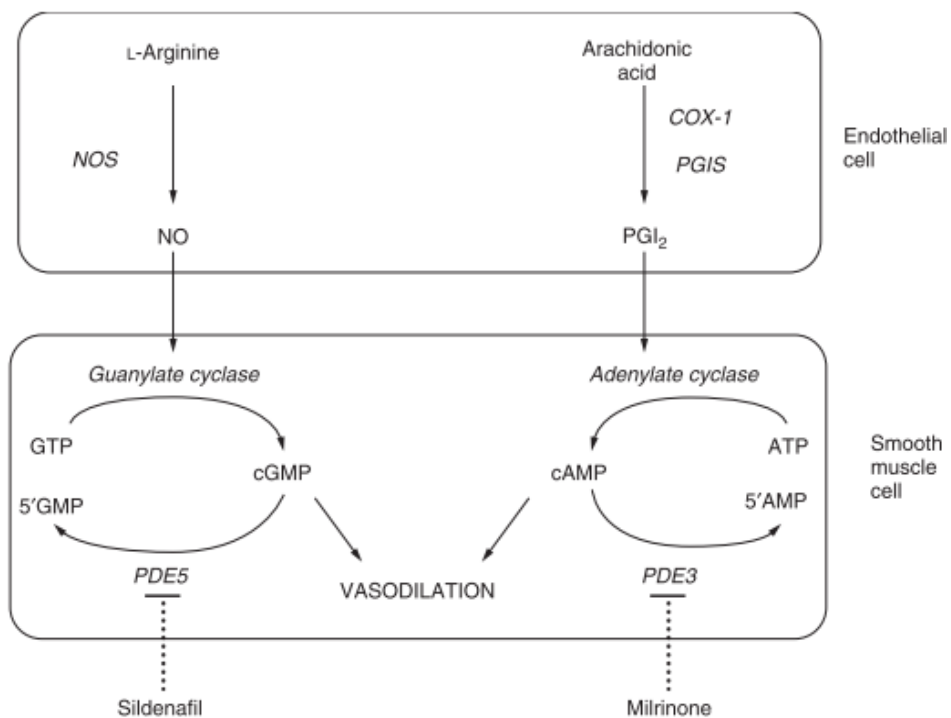 L-Arginine
Arachidonic
acid
COX-1
NOS
PGIS
Endothelial
cell
NO
PGI₂
Guanylate cyclase
Adenylate cyclase
GTP
ATP
cGMP
cAMP
Smooth
muscle
cell
5′GMP
5′AMP
PDE5
VASODILATION
PDE3
Sildenafil
Milrinone